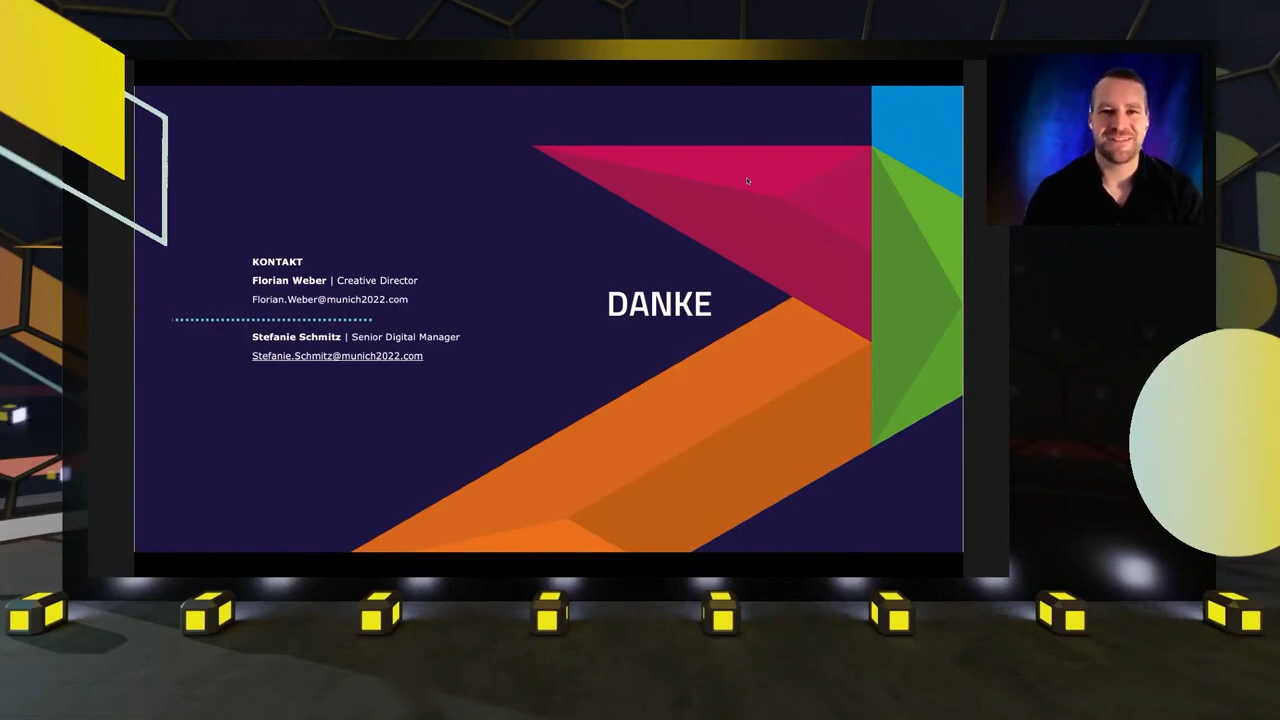 KONTAKT
Florian Weber | Creative Director
Florian.Weber@munich2022.com
Stefanie Schmitz | Senior Digital Manager
Stefanie.Schmitz@munich2022.com
DANKE